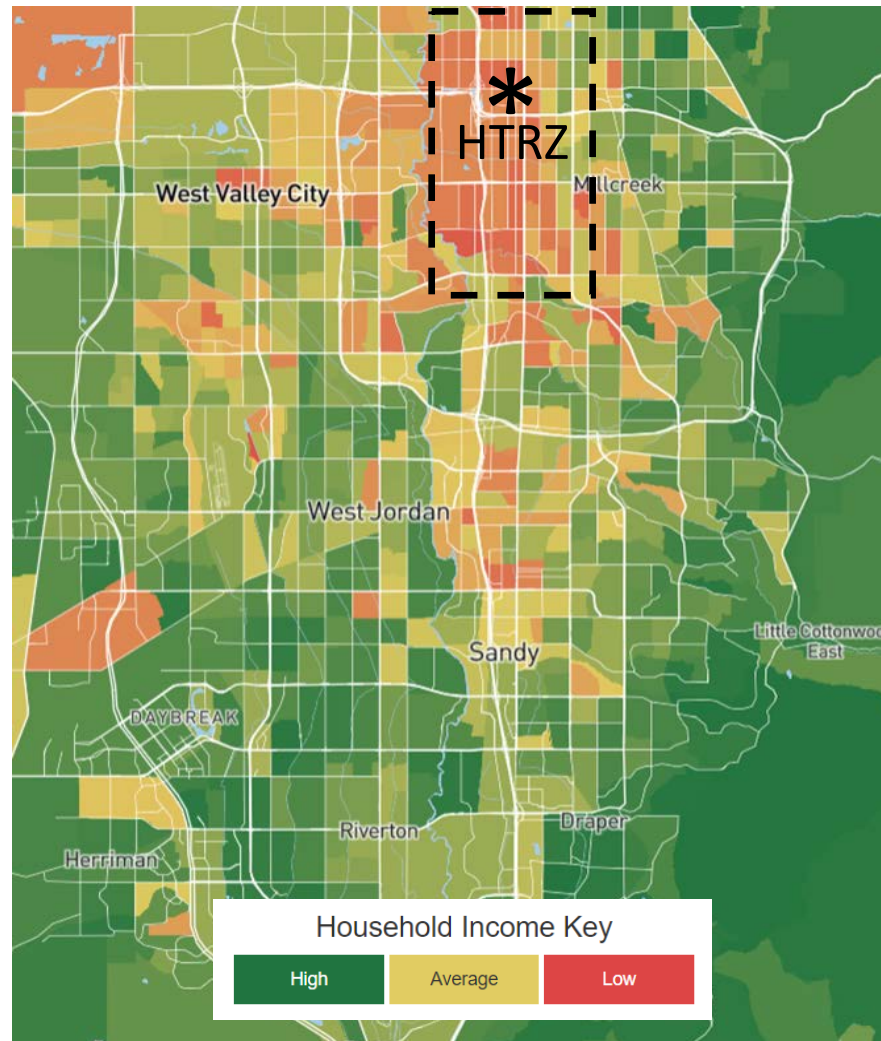 *
HTRZ
Millcreek
West Valley City
West Jordan
Sandy
Little Cottonwoo
East
DAYBREAK
Riverton
Draper
Herriman
Household Income Key
High
Average
Low